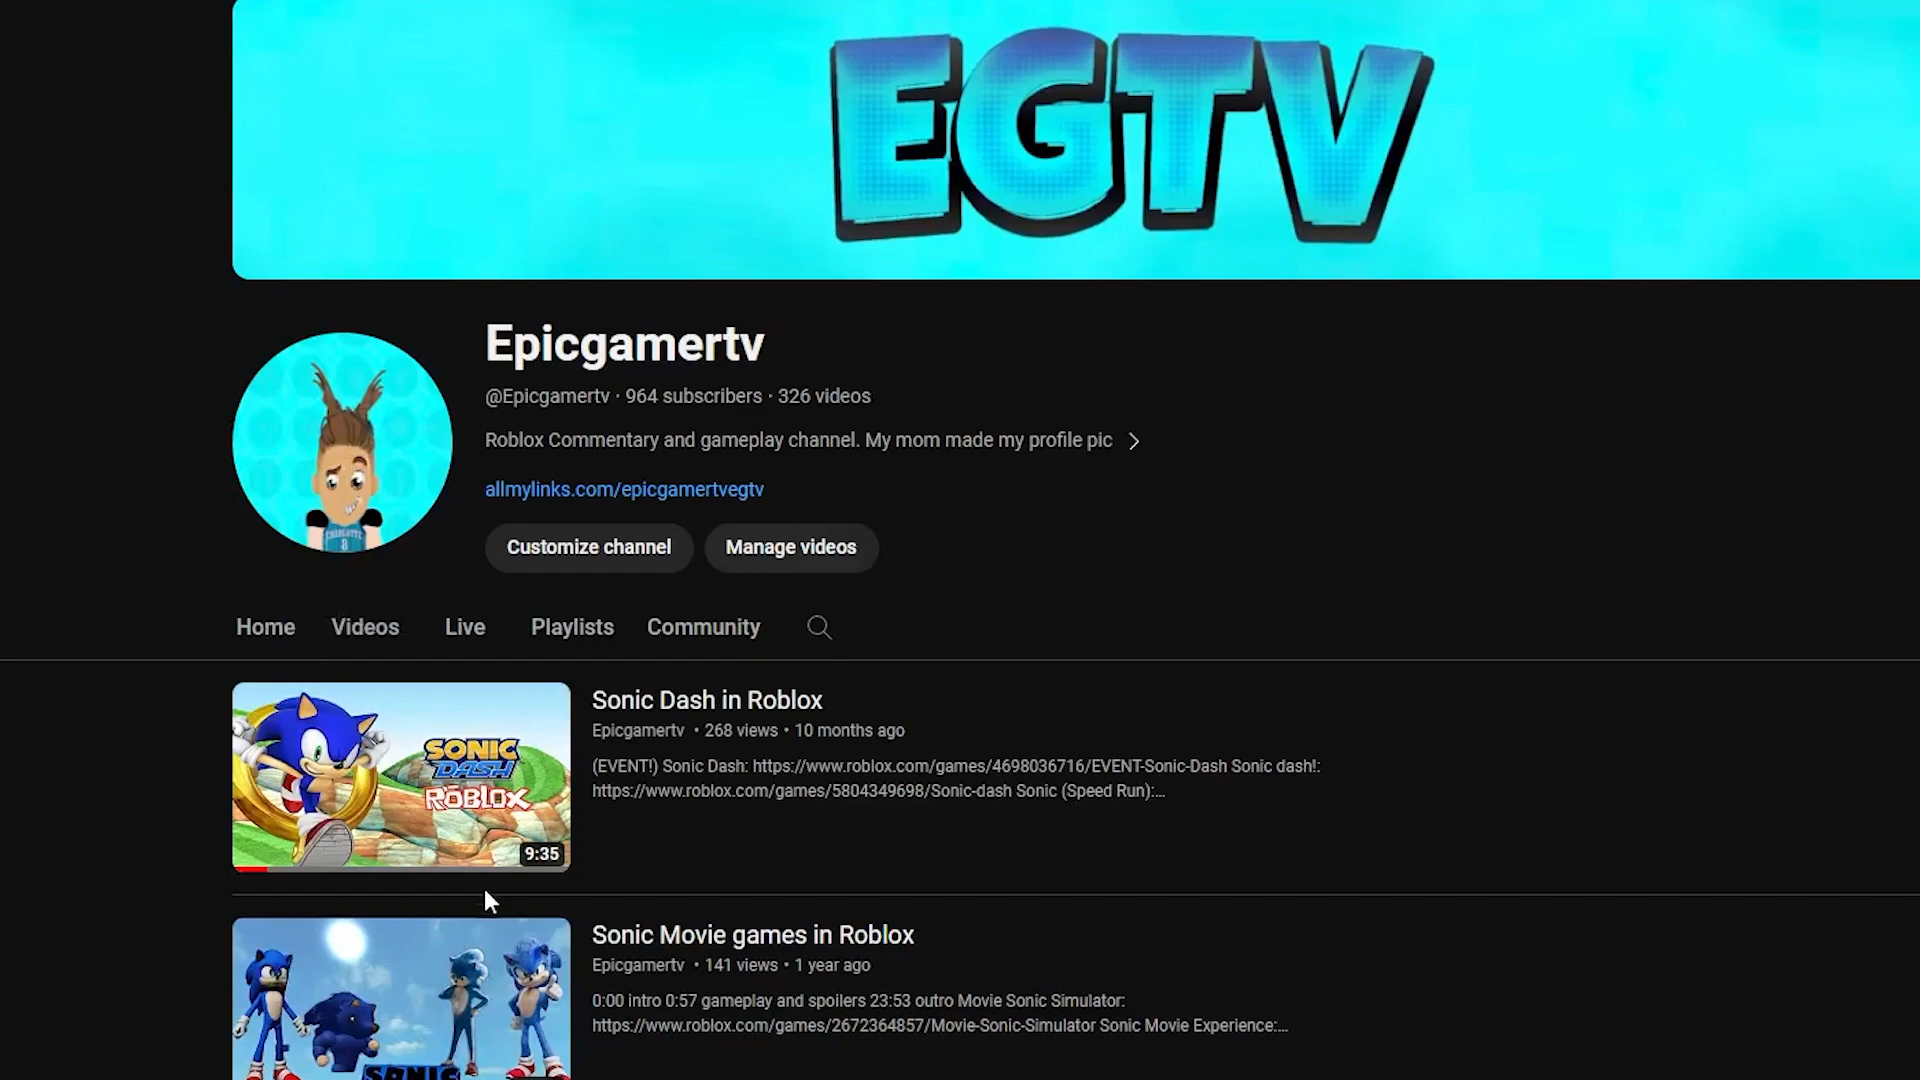 EGTV
Epicgamertv
@Epicgamertv · 964 subscribers · 326 videos
Roblox Commentary and gameplay channel. My mom made my profile pic
allmylinks.com/epicgamertvegtv
Customize channel Manage videos
CHARLOTTE
8
Home Videos Live Playlists Community
Sonic Dash in Roblox
Epicgamertv • 268 views • 10 months ago
(EVENT!) Sonic Dash: https://www.roblox.com/games/4698036716/EVENT-Sonic-Dash Sonic dash!:
https://www.roblox.com/games/5804349698/Sonic-dash Sonic (Speed Run):...
SONIC
DASH
ROBLOX
9:35
Sonic Movie games in Roblox
Epicgamertv • 141 views • 1 year ago
0:00 intro 0:57 gameplay and spoilers 23:53 outro Movie Sonic Simulator:
https://www.roblox.com/games/2672364857/Movie-Sonic-Simulator Sonic Movie Experience:...
SONIC